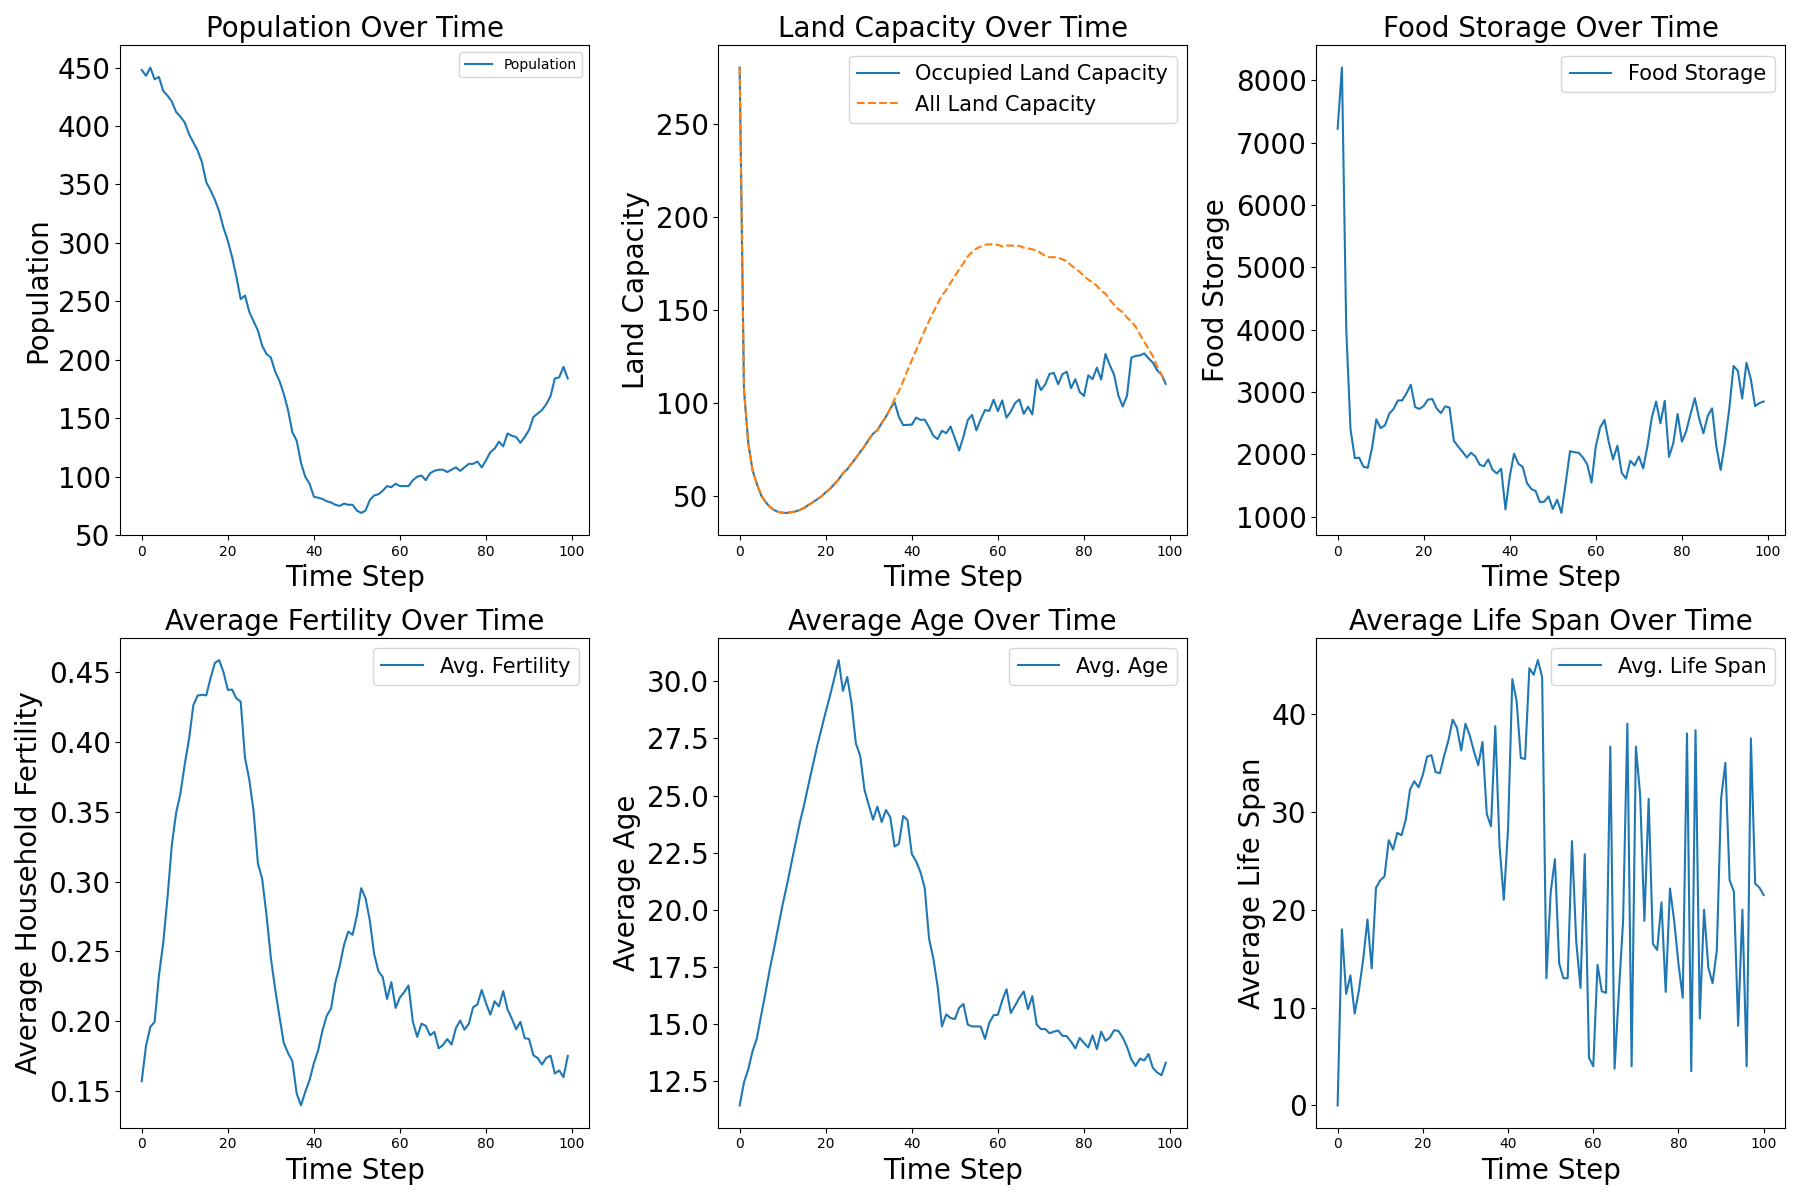 Population Over Time
Population
450
400
350
300
250
200
150
100
50
Population
0 20 40 60 80 100
Time Step
Land Capacity Over Time
Occupied Land Capacity
All Land Capacity
250
200
150
100
50
Land Capacity
0 20 40 60 80 100
Time Step
Food Storage Over Time
Food Storage
8000
7000
6000
5000
4000
3000
2000
1000
Food Storage
0 20 40 60 80 100
Time Step
Average Fertility Over Time
Avg. Fertility
0.45
0.40
0.35
0.30
0.25
0.20
0.15
Average Household Fertility
0 20 40 60 80 100
Time Step
Average Age Over Time
Avg. Age
30.0
27.5
25.0
22.5
20.0
17.5
15.0
12.5
Average Age
0 20 40 60 80 100
Time Step
Average Life Span Over Time
Avg. Life Span
40
30
20
10
0
Average Life Span
0 20 40 60 80 100
Time Step